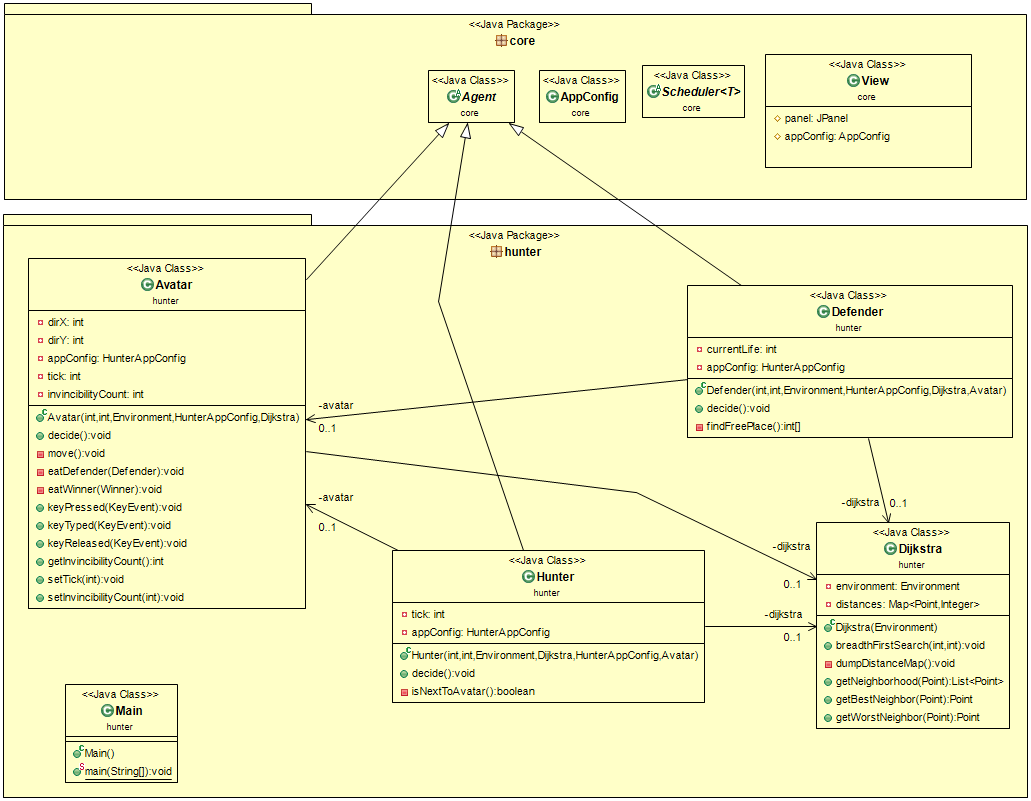 <<Java Package>>
core
<<Java Class>>
Agent
core
<<Java Class>>
AppConfig
core
<<Java Class>>
Scheduler<T>
core
<<Java Class>>
View
core
panel: JPanel
appConfig: AppConfig
<<Java Package>>
hunter
<<Java Class>>
Avatar
hunter
dirX: int
dirY: int
appConfig: HunterAppConfig
tick: int
invincibilityCount: int
Avatar(int,int,Environment,HunterAppConfig,Dijkstra)
decide():void
move():void
eatDefender(Defender):void
eatWinner(Winner):void
keyPressed(KeyEvent):void
keyTyped(KeyEvent):void
keyReleased(KeyEvent):void
getInvincibilityCount():int
setTick(int):void
setInvincibilityCount(int):void
<<Java Class>>
Defender
hunter
currentLife: int
appConfig: HunterAppConfig
Defender(int,int,Environment,HunterAppConfig,Dijkstra,Avatar)
decide():void
findFreePlace():int[]
-avatar
0..1
-avatar
0..1
-dijkstra
0..1
-dijkstra
0..1
-dijkstra
0..1
<<Java Class>>
Hunter
hunter
tick: int
appConfig: HunterAppConfig
Hunter(int,int,Environment,Dijkstra,HunterAppConfig,Avatar)
decide():void
isNextToAvatar():boolean
<<Java Class>>
Dijkstra
hunter
environment: Environment
distances: Map<Point,Integer>
Dijkstra(Environment)
breadthFirstSearch(int,int):void
dumpDistanceMap():void
getNeighborhood(Point):List<Point>
getBestNeighbor(Point):Point
getWorstNeighbor(Point):Point
<<Java Class>>
Main
hunter
Main()
main(String[]):void